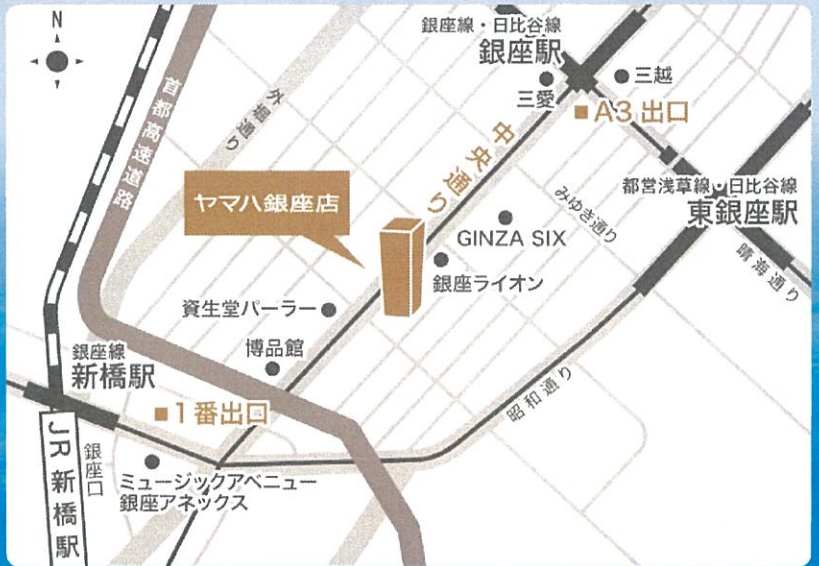 N
銀座線・日比谷線
銀座駅
三越
三愛
■A3 出口
首都高速道路
外堀通り
中央通り
都営浅草線・日比谷線
東銀座駅
みゆき通り
ヤマハ銀座店
GINZA SIX
晴海通り
銀座ライオン
資生堂パーラー
博品館
銀座線
新橋駅
■1番出口
昭和通り
JR新橋駅
銀座口
ミュージックアベニュー
銀座アネックス